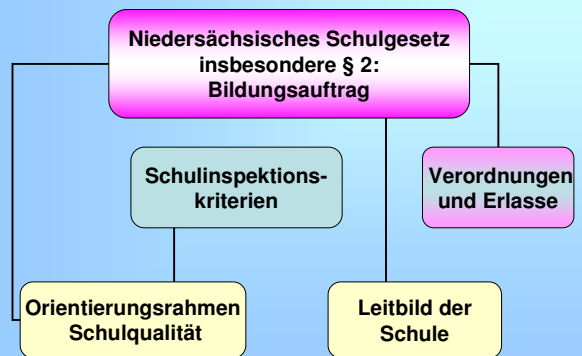 Niedersächsisches Schulgesetz
insbesondere § 2:
Bildungsauftrag
Schulinspektions-
kriterien
Verordnungen
und Erlasse
Orientierungsrahmen
Schulqualität
Leitbild der
Schule